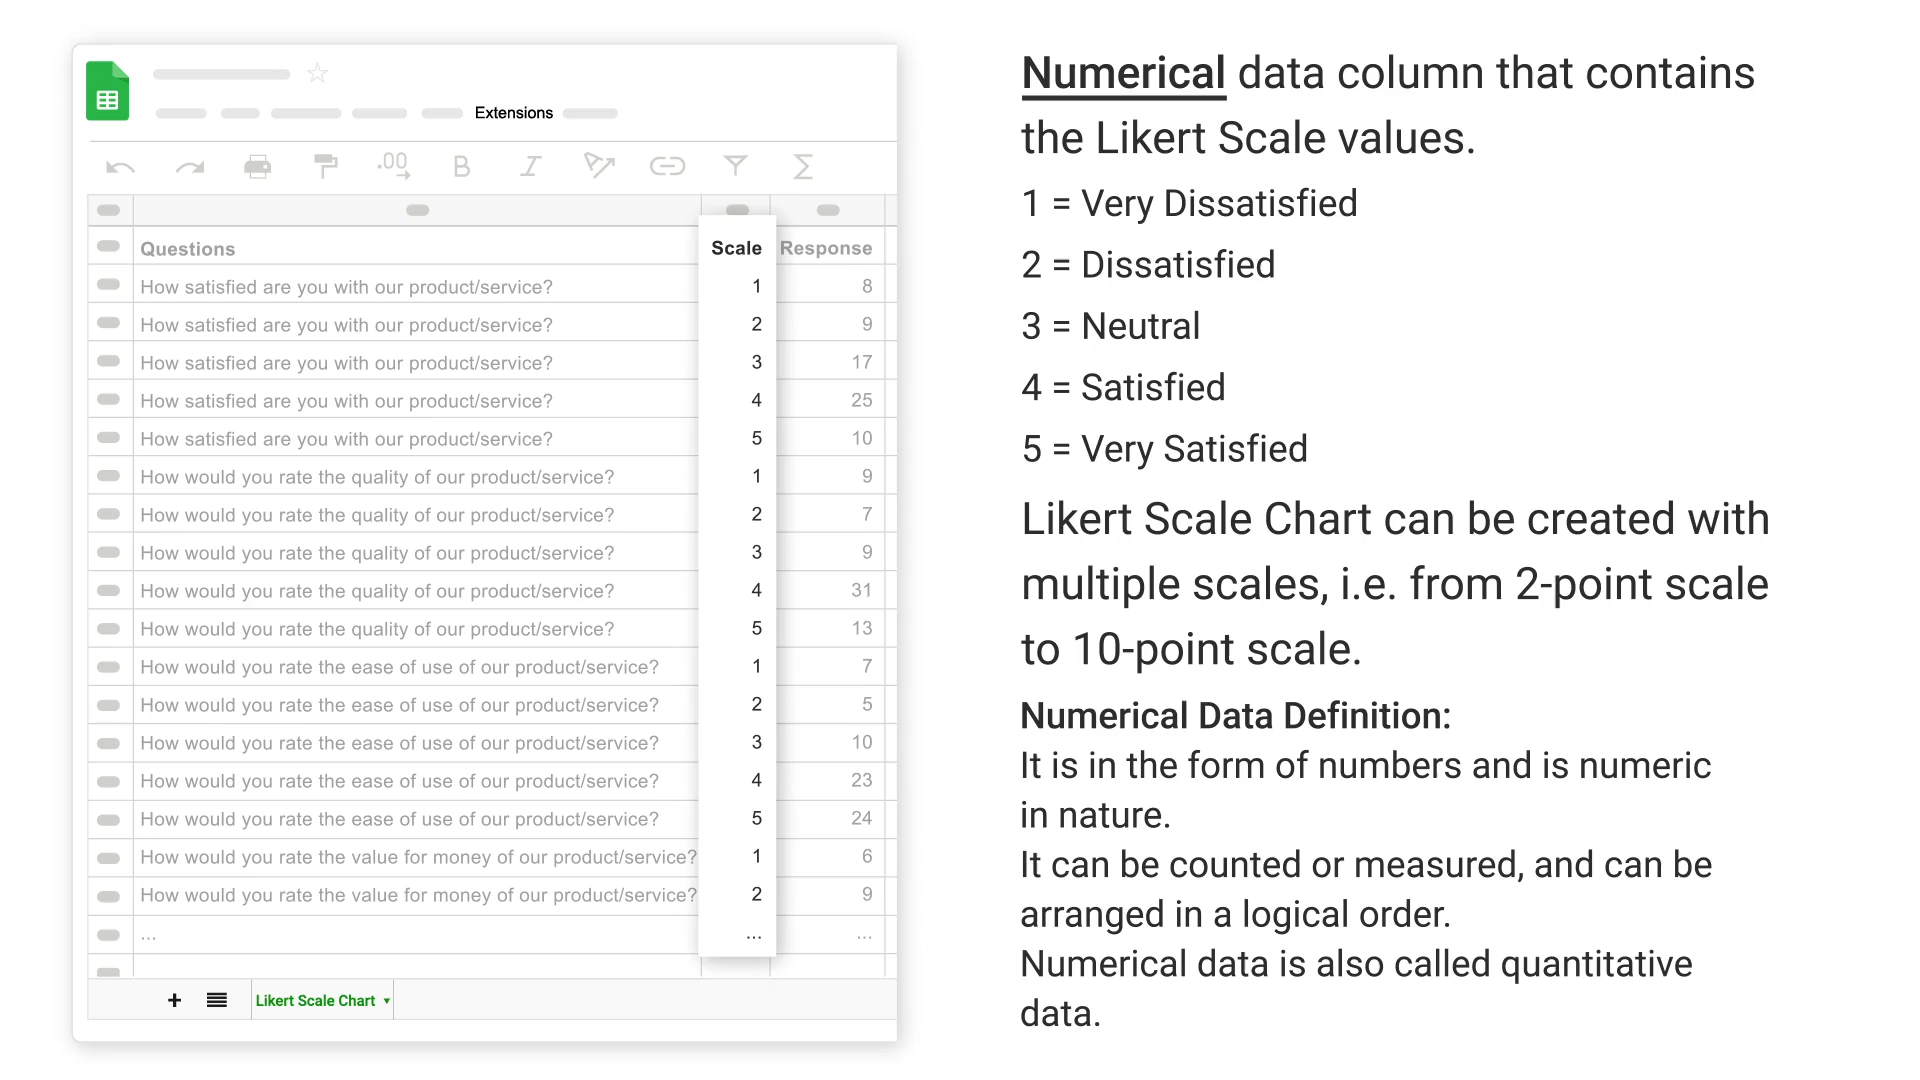 Extensions
.00
B
I
Questions Scale Response
How satisfied are you with our product/service? 1 8
How satisfied are you with our product/service? 2 9
How satisfied are you with our product/service? 3 17
How satisfied are you with our product/service? 4 25
How satisfied are you with our product/service? 5 10
How would you rate the quality of our product/service? 1 9
How would you rate the quality of our product/service? 2 7
How would you rate the quality of our product/service? 3 9
How would you rate the quality of our product/service? 4 31
How would you rate the quality of our product/service? 5 13
How would you rate the ease of use of our product/service? 1 7
How would you rate the ease of use of our product/service? 2 5
How would you rate the ease of use of our product/service? 3 10
How would you rate the ease of use of our product/service? 4 23
How would you rate the ease of use of our product/service? 5 24
How would you rate the value for money of our product/service? 1 6
How would you rate the value for money of our product/service? 2 9
... ... ...
Likert Scale Chart
Numerical data column that contains
the Likert Scale values.
1 = Very Dissatisfied
2 = Dissatisfied
3 = Neutral
4 = Satisfied
5 = Very Satisfied
Likert Scale Chart can be created with
multiple scales, i.e. from 2-point scale
to 10-point scale.
Numerical Data Definition:
It is in the form of numbers and is numeric
in nature.
It can be counted or measured, and can be
arranged in a logical order.
Numerical data is also called quantitative
data.